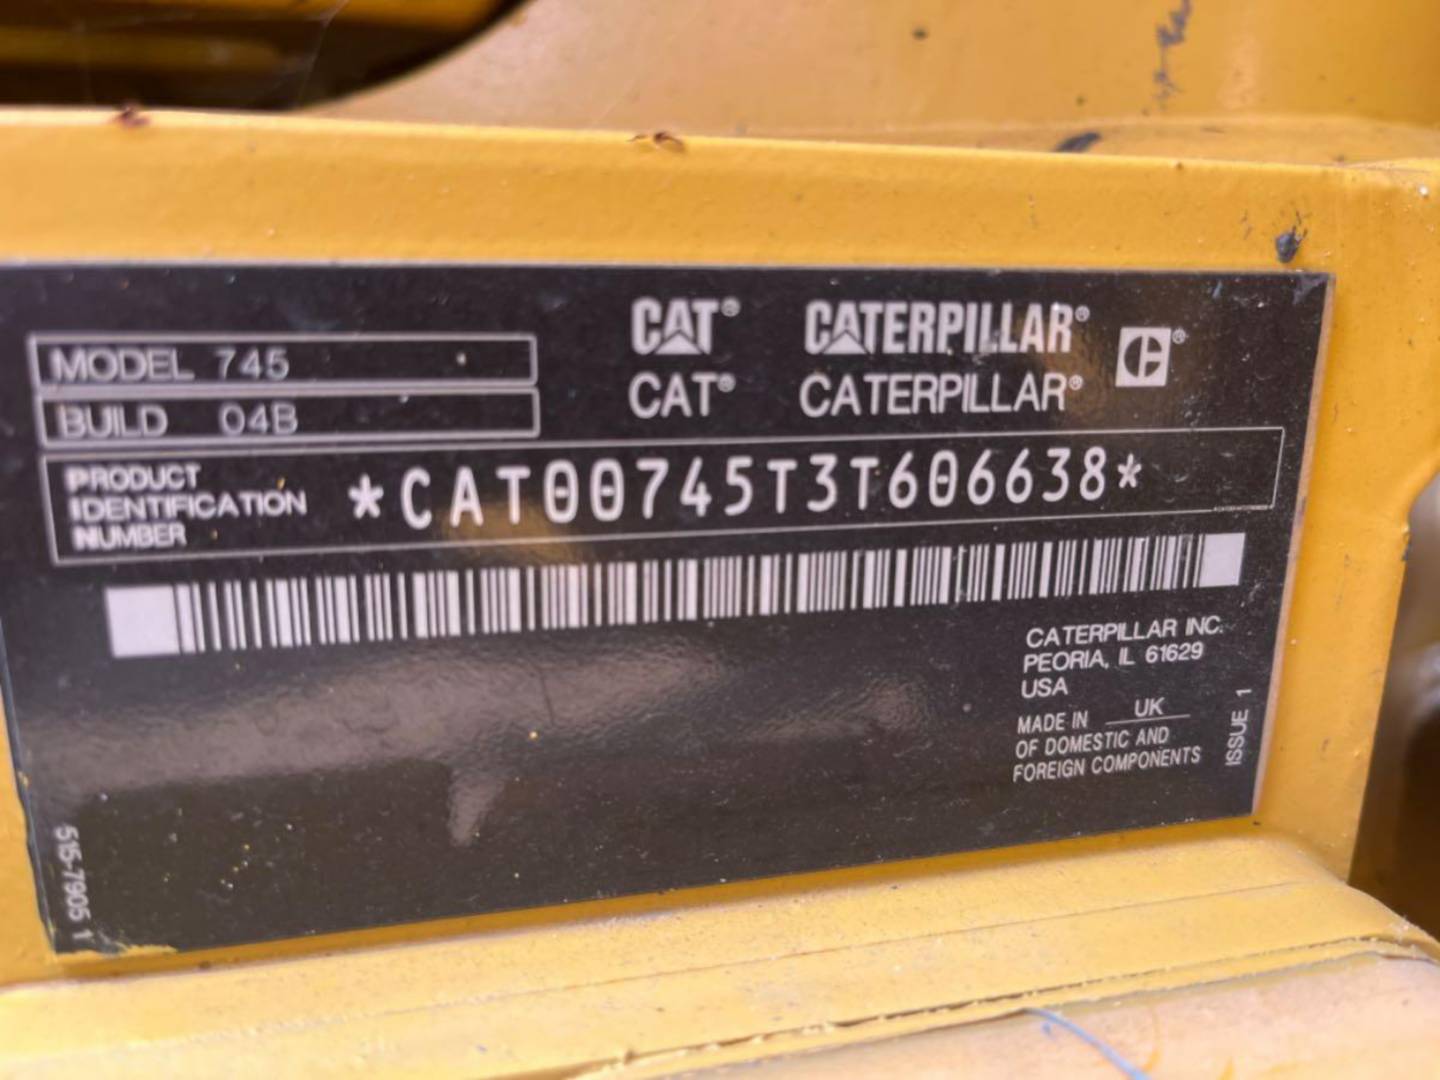 CAT® CATERPILLAR® CE®
MODEL 745
CAT® CATERPILLAR®
BUILD 04B
PRODUCT
IDENTIFICATION
NUMBER
*CAT00745T3T606638*
CATERPILLAR INC.
PEORIA, IL 61629
USA
MADE IN UK
OF DOMESTIC AND
FOREIGN COMPONENTS
ISSUE 1
515-7905 1